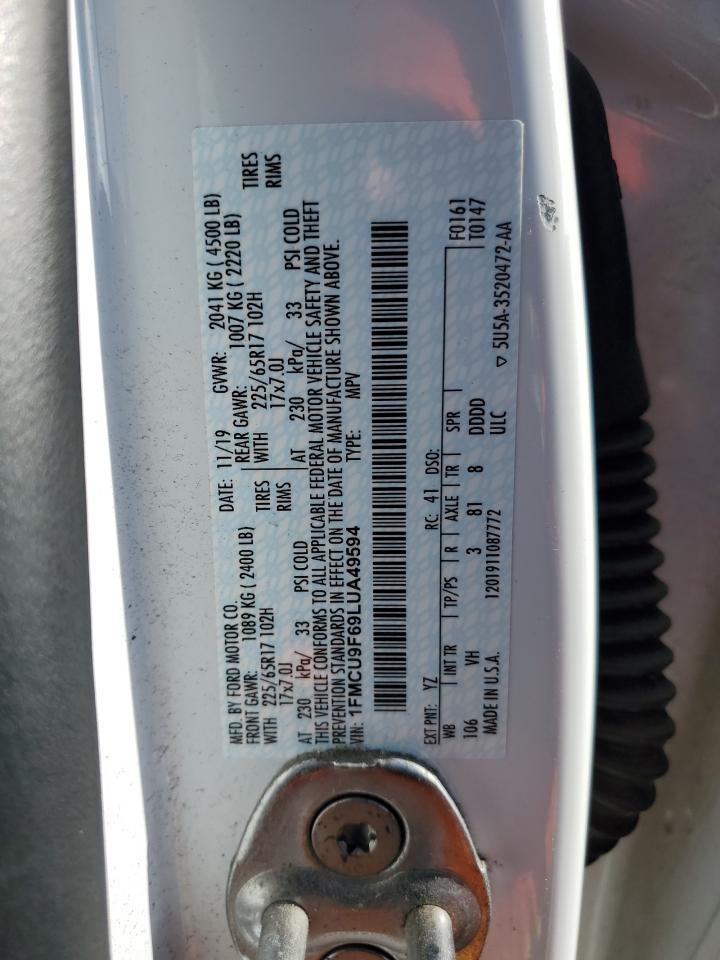 MFD. BY FORD MOTOR CO.
DATE: 11/19 GVWR: 2041 KG ( 4500 LB)
FRONT GAWR: 1089 KG ( 2400 LB)
REAR GAWR: 1007 KG ( 2220 LB)
WITH 225/65R17 102H TIRES
WITH 225/65R17 102H TIRES
17x7.0J RIMS
17x7.0J RIMS
AT 230 kPa/ 33 PSI COLD
AT 230 kPa/ 33 PSI COLD
THIS VEHICLE CONFORMS TO ALL APPLICABLE FEDERAL MOTOR VEHICLE SAFETY AND THEFT
PREVENTION STANDARDS IN EFFECT ON THE DATE OF MANUFACTURE SHOWN ABOVE.
VIN: 1FMCU9F69LUA49594 TYPE: MPV
EXT PNT: YZ RC: 41 DSO: F0161
T0147
WB INT TR TP/PS R AXLE TR SPR
106 VH 3 81 8 DDDD
MADE IN U.S.A. 1201911087772 ULC
▽ 5U5A-3520472-AA